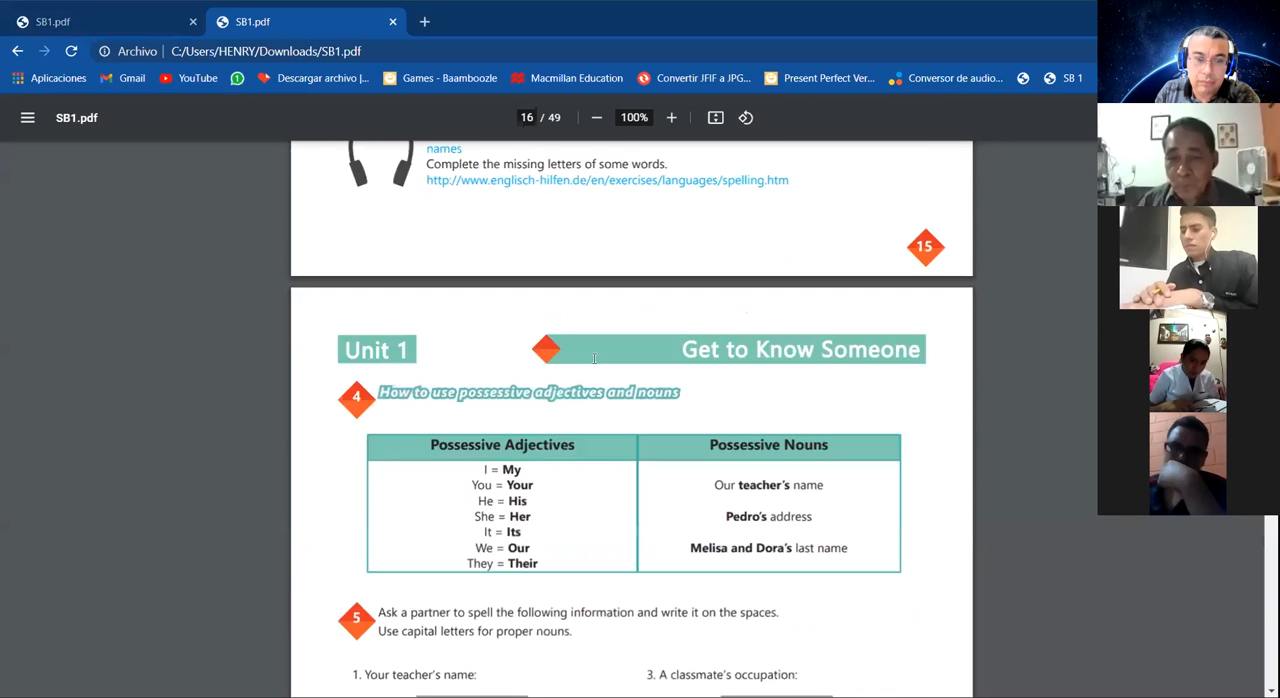 SB1.pdf
SB1.pdf
Archivo
C:/Users/HENRY/Downloads/SB1.pdf
Aplicaciones
Gmail
YouTube
Descargar archivo |...
Games - Baamboozle
Macmillan Education
Convertir JFIF a JPG...
Present Perfect Ver...
Conversor de audio...
SB 1
SB1.pdf
16 / 49
100%
names
Complete the missing letters of some words.
http://www.englisch-hilfen.de/en/exercises/languages/spelling.htm
15
Unit 1
Get to Know Someone
4
How to use possessive adjectives and nouns
Possessive Adjectives
Possessive Nouns
I = My
You = Your
Our teacher's name
He = His
She = Her
Pedro's address
It = Its
We = Our
Melisa and Dora's last name
They = Their
5
Ask a partner to spell the following information and write it on the spaces.
Use capital letters for proper nouns.
1. Your teacher's name:
3. A classmate's occupation: